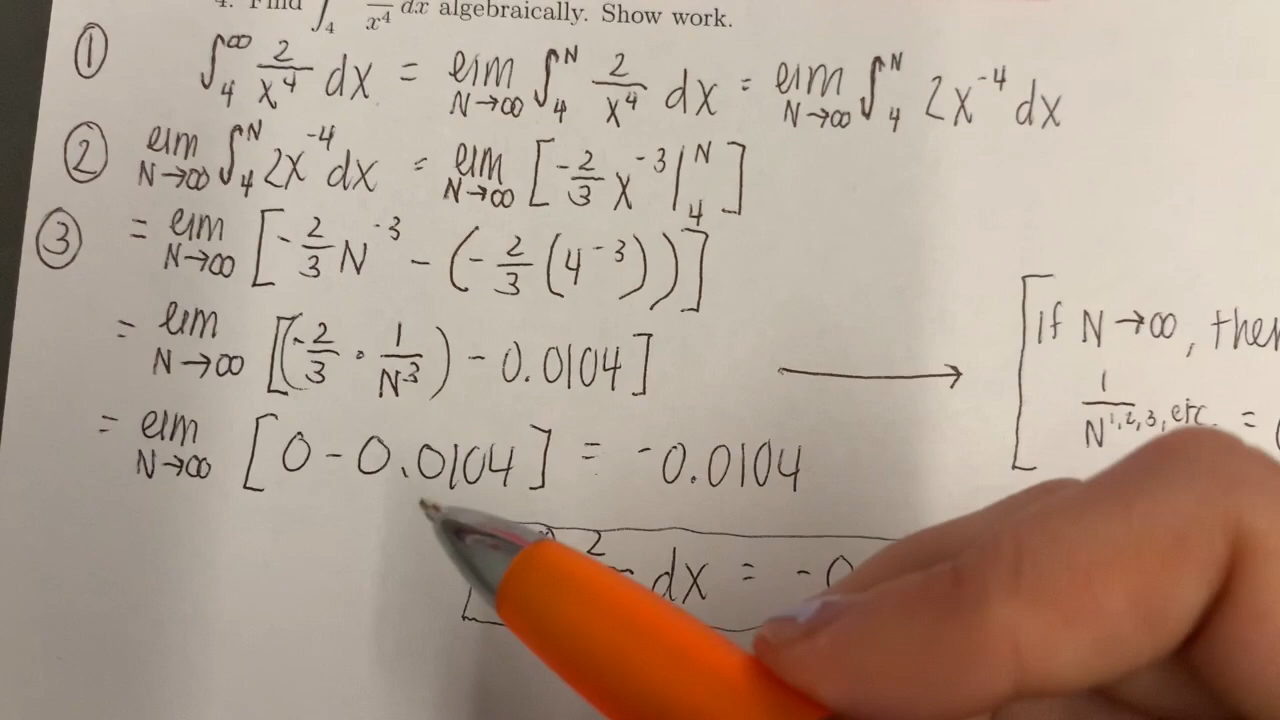 4. Find ∫₄ x⁴ dx algebraically. Show work.
① ∫₄^∞ 2/x⁴ dx = lim N→∞ ∫₄^N 2/x⁴ dx = lim N→∞ ∫₄^N 2x⁻⁴ dx
② lim N→∞ ∫₄^N 2x⁻⁴ dx = lim N→∞ [-2/3 x⁻³ |₄^N]
③ = lim N→∞ [-2/3 N⁻³ - (-2/3 (4⁻³))]
= lim N→∞ [(-2/3 · 1/N³) - 0.0104] → [If N→∞, then
1/N^1,2,3, etc. =
= lim N→∞ [0 - 0.0104] = -0.0104
2 dx = -0